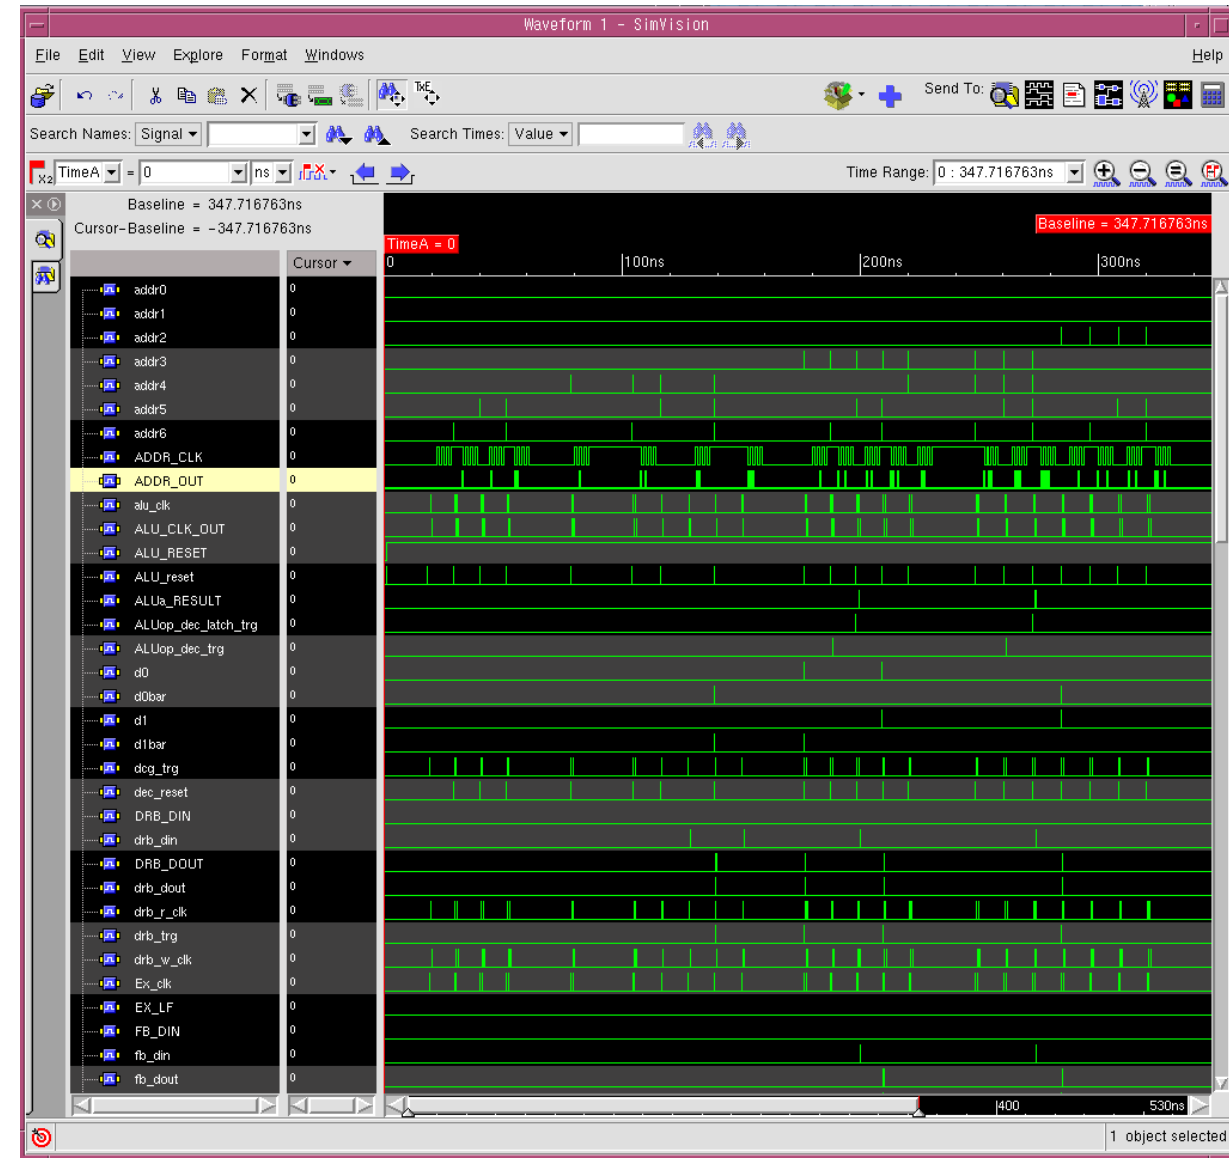 Waveform 1 - SimVision
File Edit View Explore Format Windows Help
TxE
Send To:
Search Names: Signal Search Times: Value
X2 TimeA = 0 ns Time Range: 0 : 347.716763ns
Baseline = 347.716763ns
Cursor-Baseline = -347.716763ns
Baseline = 347.716763ns
TimeA = 0
Cursor 0 100ns 200ns 300ns
addr0 0
addr1 0
addr2 0
addr3 0
addr4 0
addr5 0
addr6 0
ADDR_CLK 0
ADDR_OUT 0
alu_clk 0
ALU_CLK_OUT 0
ALU_RESET 0
ALU_reset 0
ALUa_RESULT 0
ALUop_dec_latch_trg 0
ALUop_dec_trg 0
d0 0
d0bar 0
d1 0
d1bar 0
dcg_trg 0
dec_reset 0
DRB_DIN 0
drb_din 0
DRB_DOUT 0
drb_dout 0
drb_r_clk 0
drb_trg 0
drb_w_clk 0
Ex_clk 0
EX_LF 0
FB_DIN 0
fb_din 0
fb_dout 0
400 530ns
1 object selected